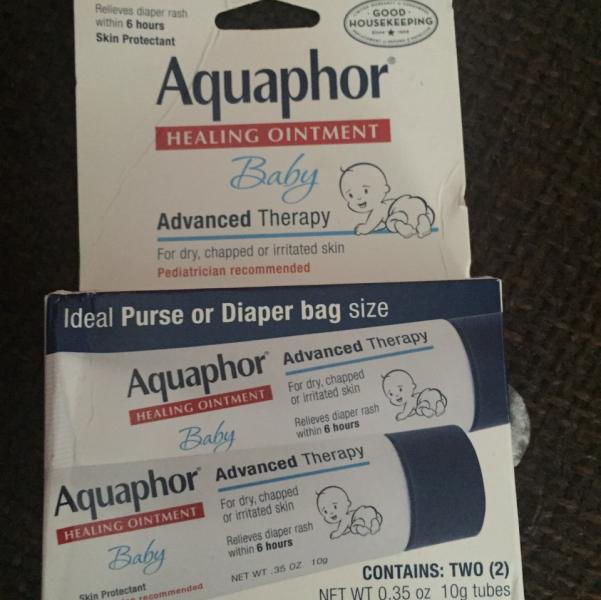 Relieves diaper rash
within 6 hours
Skin Protectant
GOOD
HOUSEKEEPING
Since ★ 1909
Aquaphor®
HEALING OINTMENT
Baby
Advanced Therapy
For dry, chapped or irritated skin
Pediatrician recommended
Ideal Purse or Diaper bag size
Aquaphor®
HEALING OINTMENT
Baby
Advanced Therapy
For dry, chapped
or irritated skin
Relieves diaper rash
within 6 hours
Aquaphor®
HEALING OINTMENT
Baby
Skin Protectant
recommended
Advanced Therapy
For dry, chapped
or irritated skin
Relieves diaper rash
within 6 hours
NET WT .35 OZ 10g
CONTAINS: TWO (2)
NET WT 0.35 oz 10g tubes